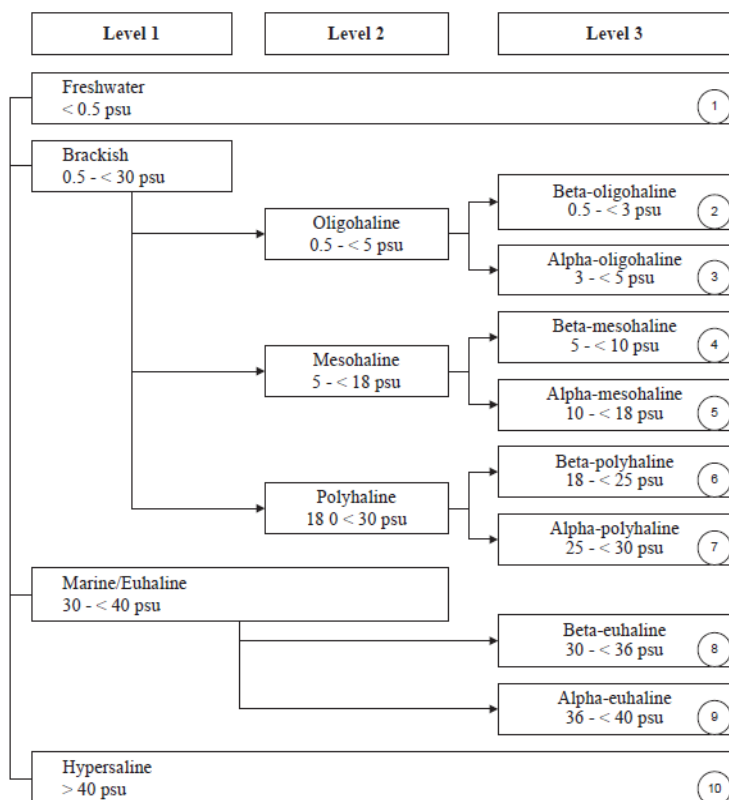 Level 1
Level 2
Level 3
Freshwater
< 0.5 psu
1
Brackish
0.5 - < 30 psu
Oligohaline
0.5 - < 5 psu
Beta-oligohaline
0.5 - < 3 psu
2
Alpha-oligohaline
3 - < 5 psu
3
Mesohaline
5 - < 18 psu
Beta-mesohaline
5 - < 10 psu
4
Alpha-mesohaline
10 - < 18 psu
5
Polyhaline
18 0 < 30 psu
Beta-polyhaline
18 - < 25 psu
6
Alpha-polyhaline
25 - < 30 psu
7
Marine/Euhaline
30 - < 40 psu
Beta-euhaline
30 - < 36 psu
8
Alpha-euhaline
36 - < 40 psu
9
Hypersaline
> 40 psu
10